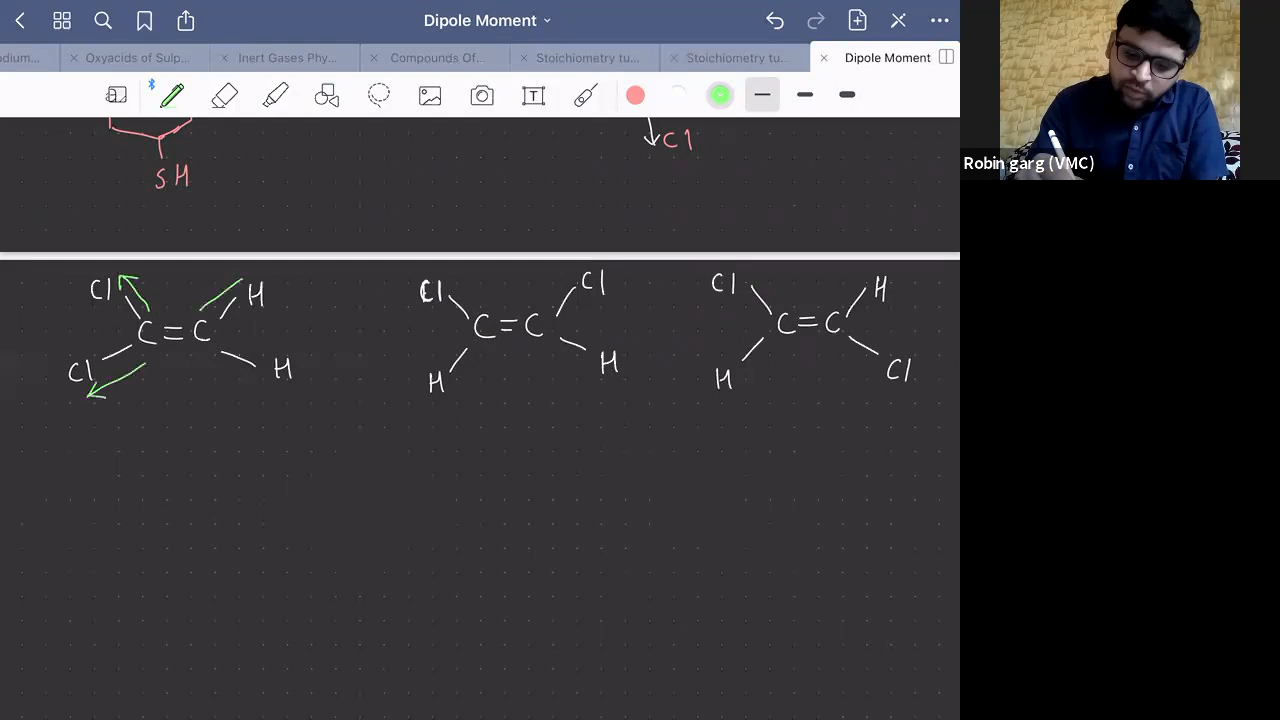 Dipole Moment
odium...
Oxyacids of Sulp...
Inert Gases Phy...
Compounds Of...
Stoichiometry tu...
Stoichiometry tu...
Dipole Moment
T
Robin garg (VMC)
Cl
SH
Cl H
C=C
Cl H
Cl Cl
C=C
H H
Cl H
C=C
H Cl